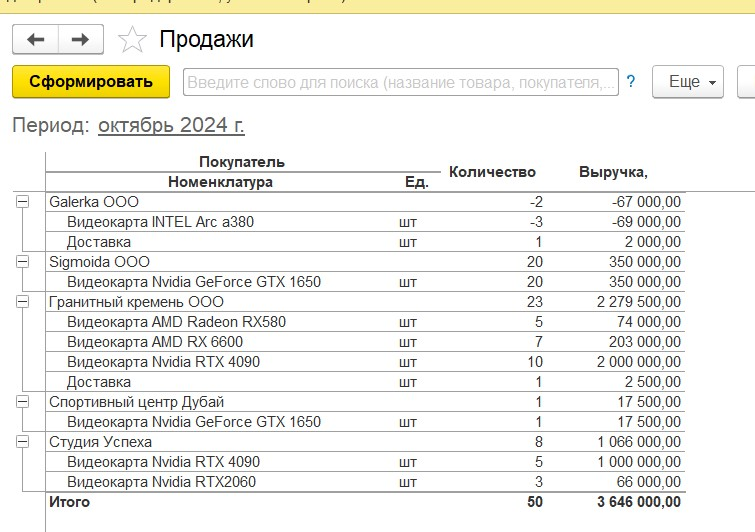 Продажи
Сформировать Введите слово для поиска (название товара, покупателя,... ? Еще
Период: октябрь 2024 г.
Покупатель Количество Выручка,
Номенклатура Ед.
Galerka ООО -2 -67 000,00
Видеокарта INTEL Arc a380 шт -3 -69 000,00
Доставка шт 1 2 000,00
Sigmoida ООО 20 350 000,00
Видеокарта Nvidia GeForce GTX 1650 шт 20 350 000,00
Гранитный кремень ООО 23 2 279 500,00
Видеокарта AMD Radeon RX580 шт 5 74 000,00
Видеокарта AMD RX 6600 шт 7 203 000,00
Видеокарта Nvidia RTX 4090 шт 10 2 000 000,00
Доставка шт 1 2 500,00
Спортивный центр Дубай 1 17 500,00
Видеокарта Nvidia GeForce GTX 1650 шт 1 17 500,00
Студия Успеха 8 1 066 000,00
Видеокарта Nvidia RTX 4090 шт 5 1 000 000,00
Видеокарта Nvidia RTX2060 шт 3 66 000,00
Итого 50 3 646 000,00